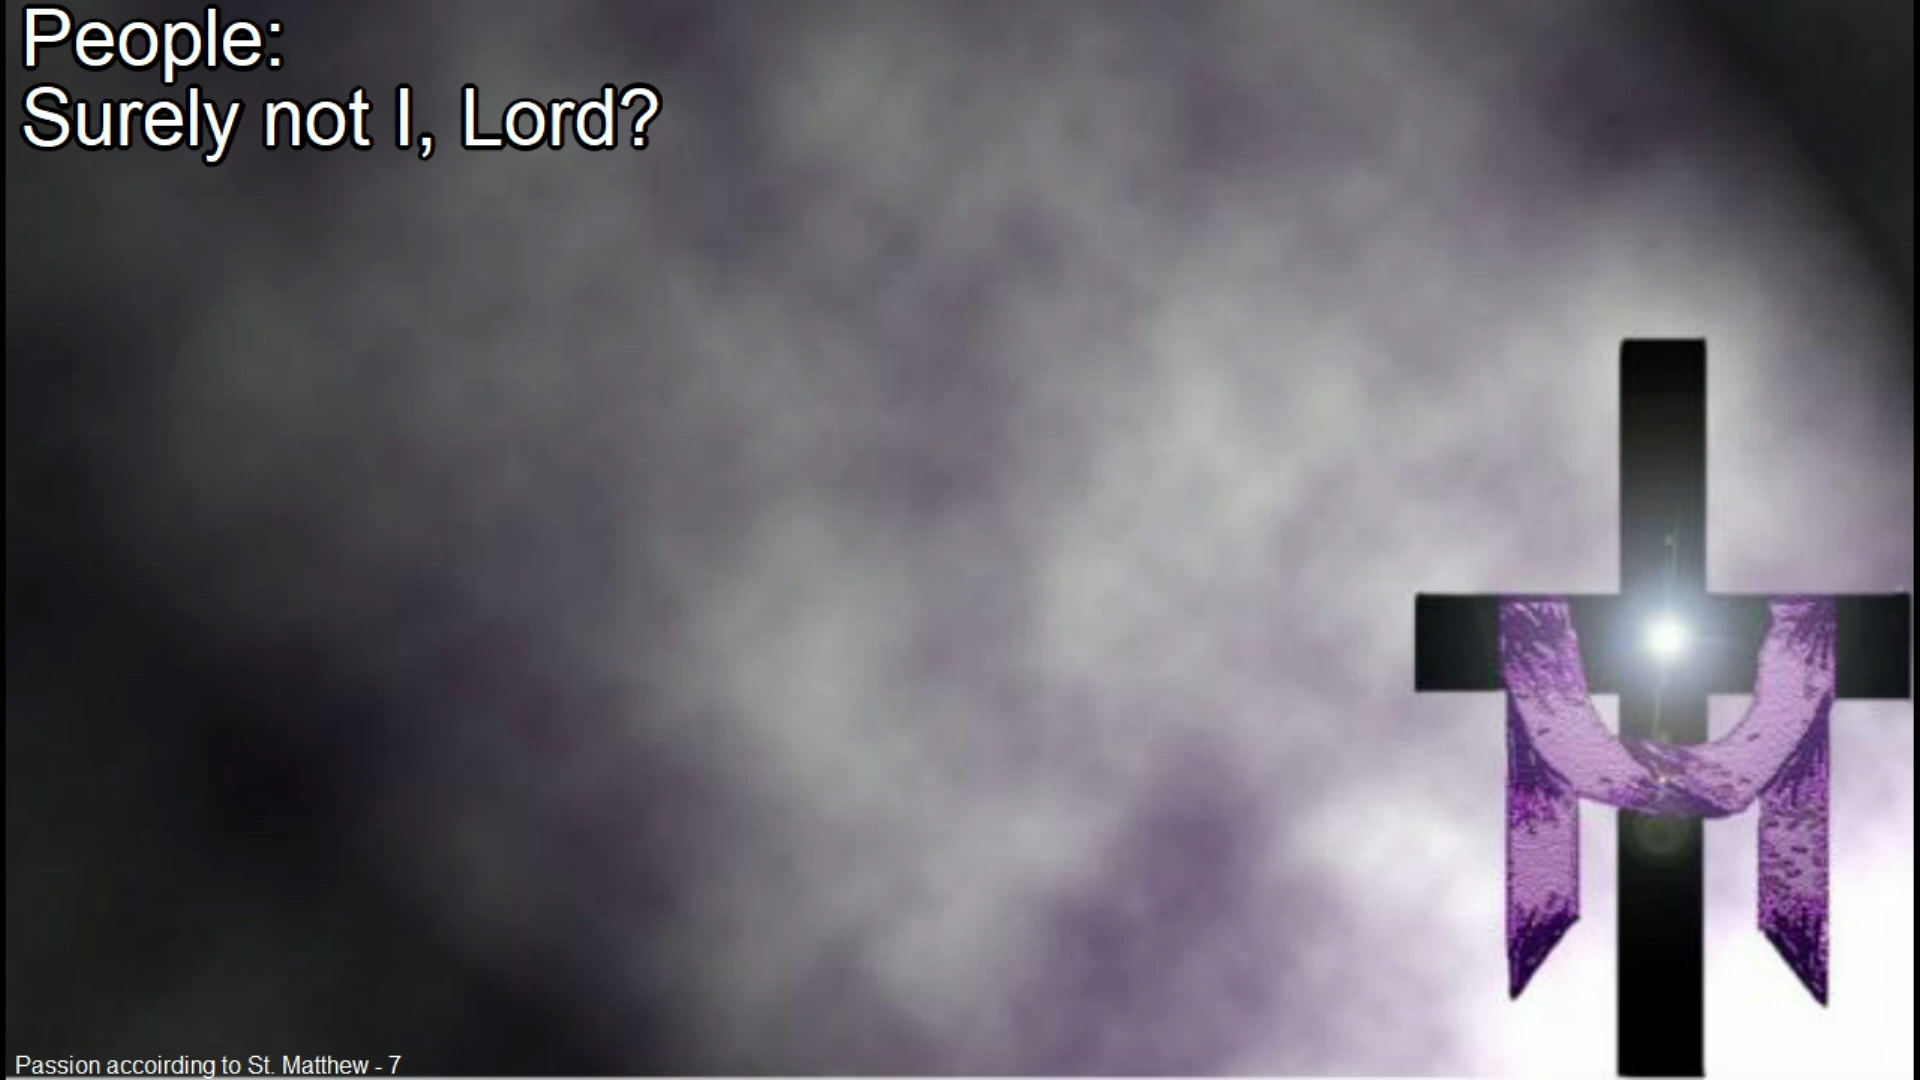 People:
Surely not I, Lord?
Passion accoirding to St. Matthew - 7